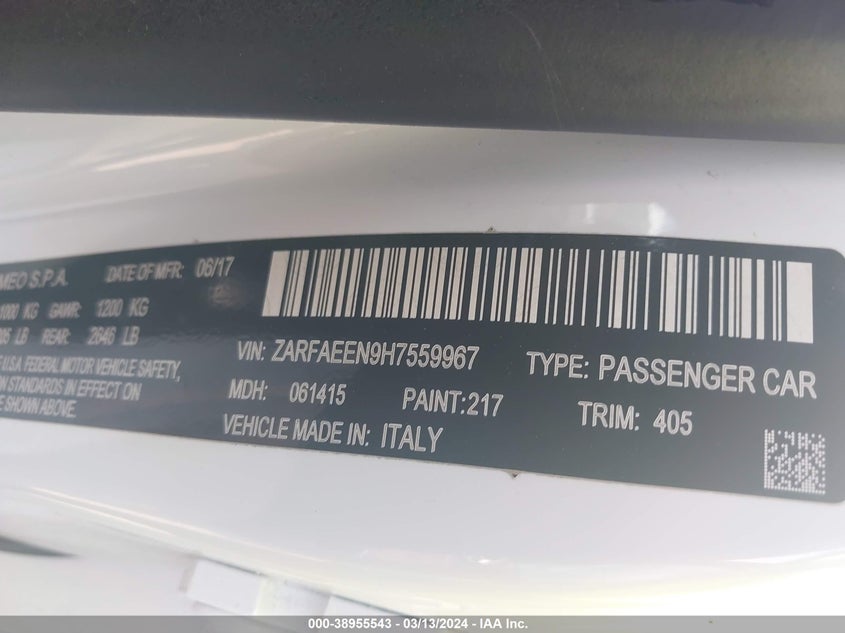 MEO S.P.A. DATE OF MFR: 06/17
1000 KG GAWR: 1200 KG
LB REAR: 2646 LB
U.S.A. FEDERAL MOTOR VEHICLE SAFETY,
ON STANDARDS IN EFFECT ON
E SHOWN ABOVE.
VIN: ZARFAEEN9H7559967 TYPE: PASSENGER CAR
MDH: 061415 PAINT:217 TRIM: 405
VEHICLE MADE IN: ITALY
000-38955543 - 03/13/2024 - IAA Inc.